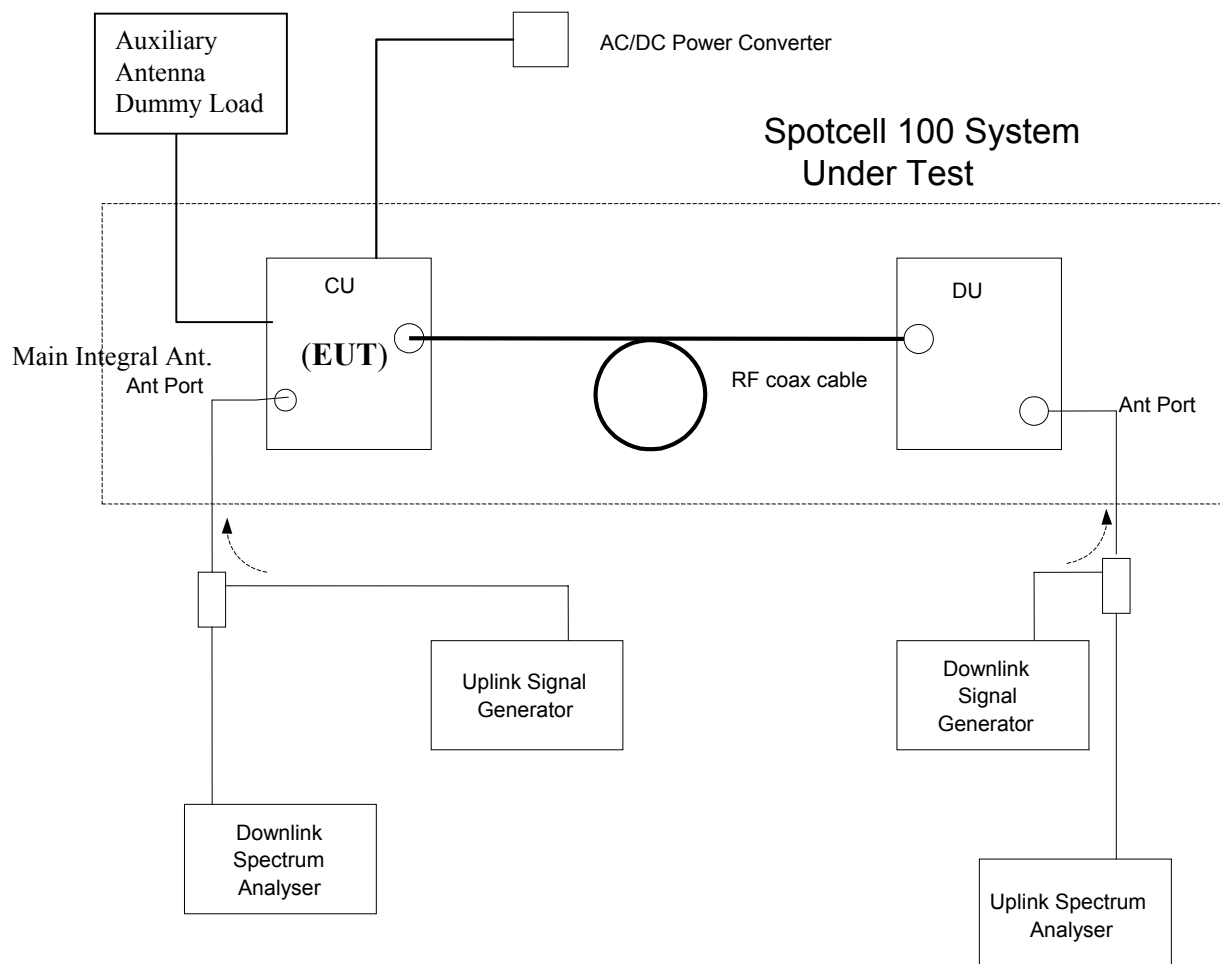 Auxiliary
Antenna
Dummy Load
AC/DC Power Converter
Spotcell 100 System
Under Test
CU
DU
(EUT)
Main Integral Ant.
Ant Port
RF coax cable
Ant Port
Uplink Signal
Generator
Downlink
Signal
Generator
Downlink
Spectrum
Analyser
Uplink Spectrum
Analyser